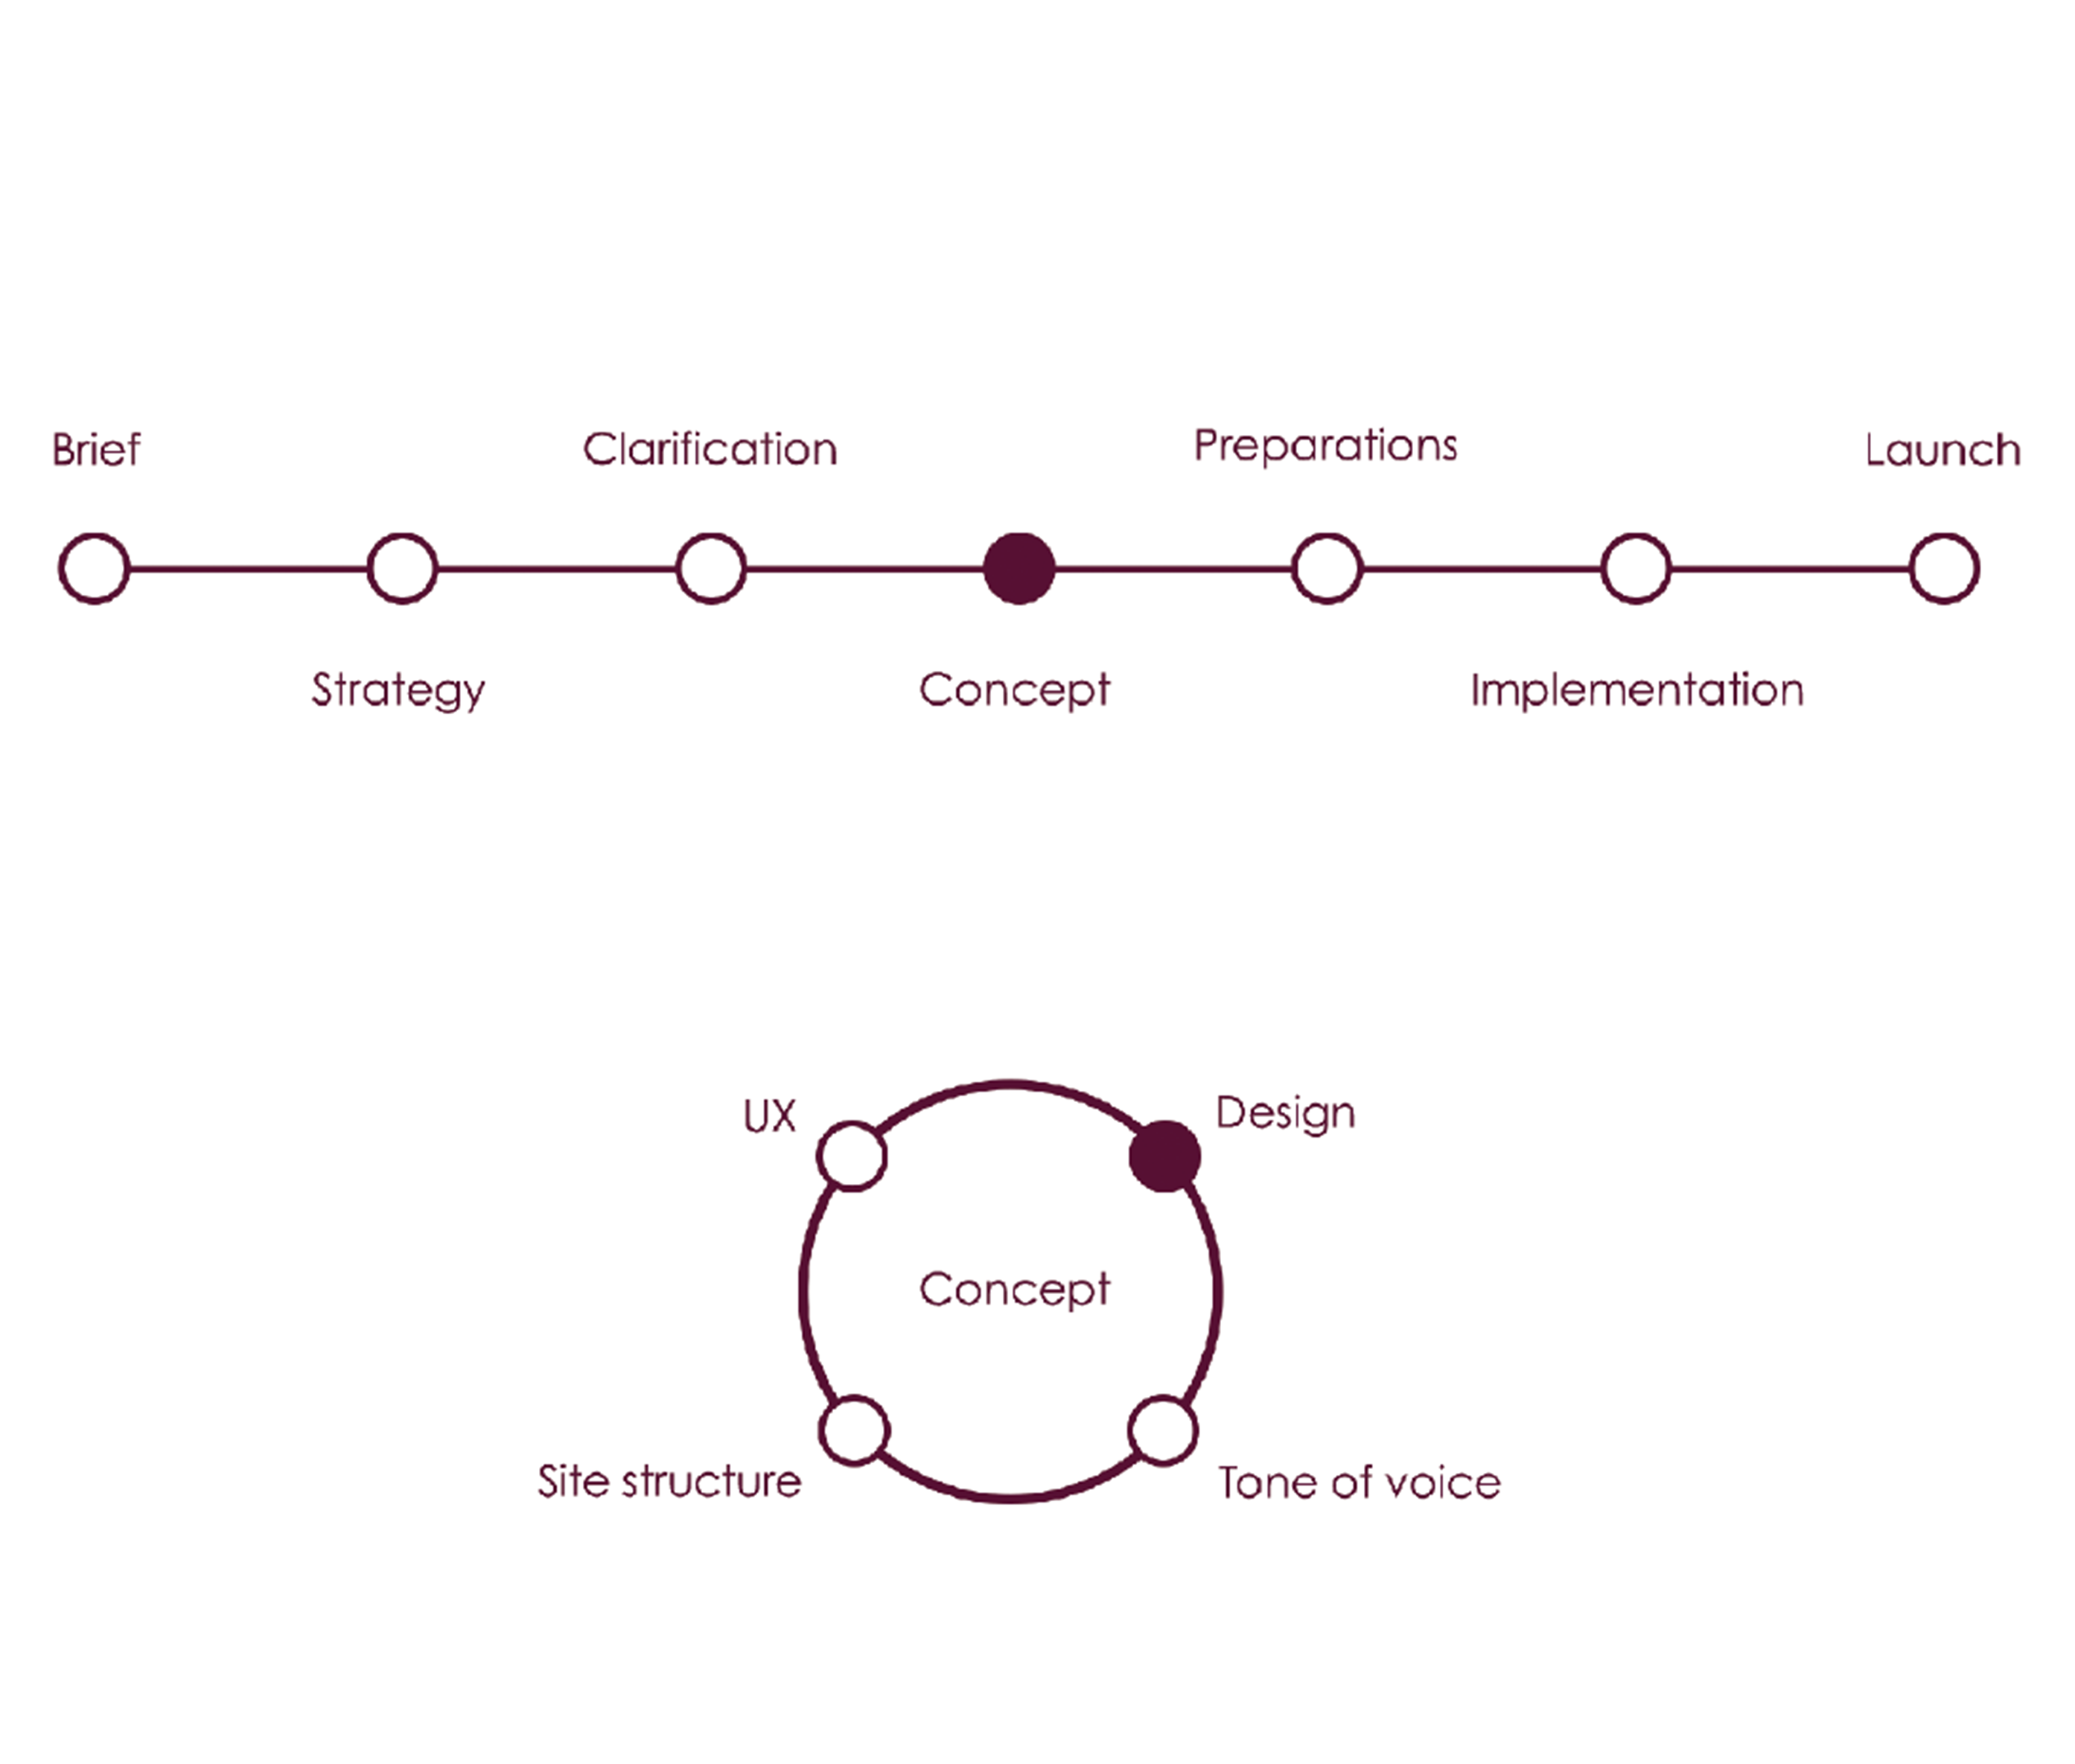 Brief
Clarification
Preparations
Launch
Strategy
Concept
Implementation
UX
Design
Concept
Site structure
Tone of voice